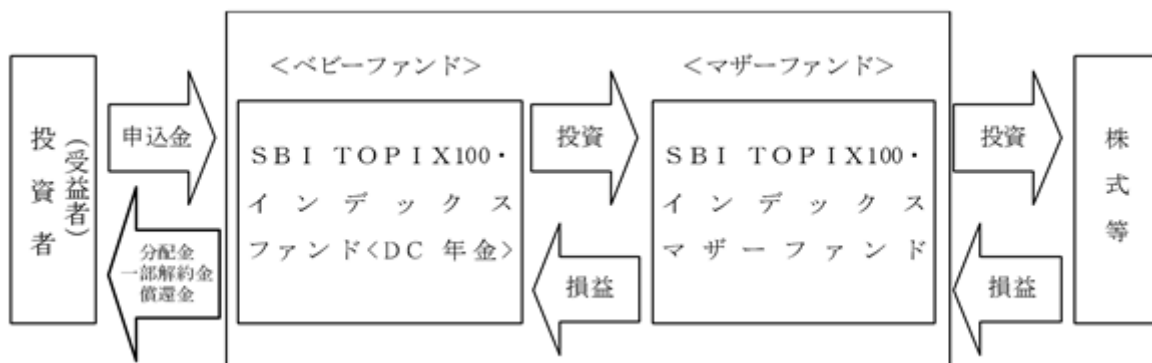 投資者
(受益者)
申込金
分配金
一部解約金
償還金
<ベビーファンド>
SBI TOPIX100・
インデックス
ファンド<DC 年金>
投資
損益
<マザーファンド>
SBI TOPIX100・
インデックス
マザーファンド
投資
損益
株式等